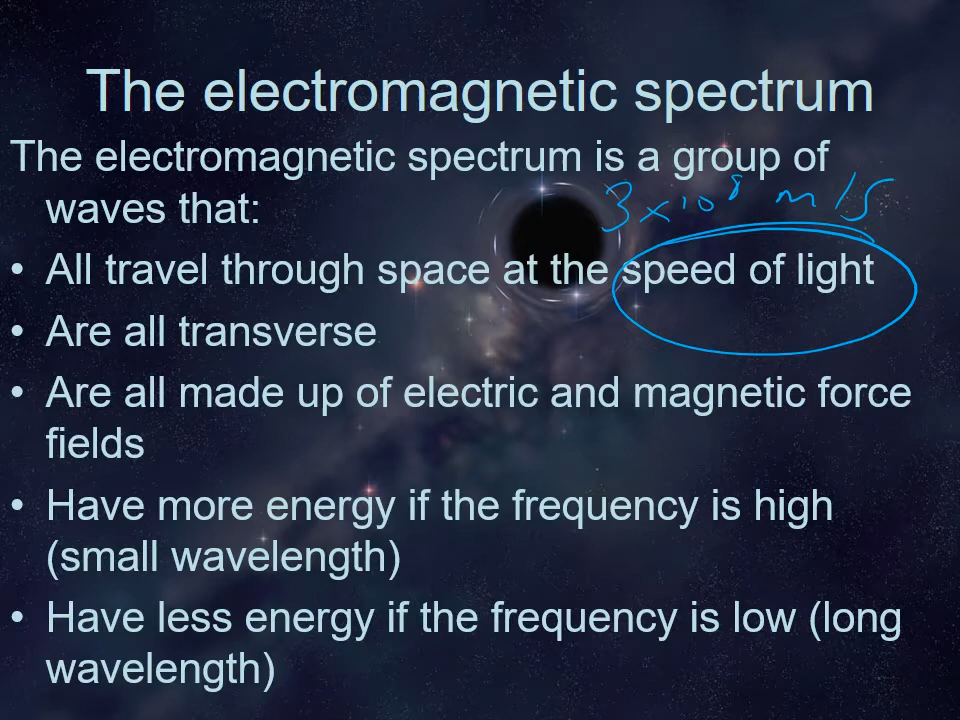 The electromagnetic spectrum
The electromagnetic spectrum is a group of
waves that:
3 x 10⁸ m/s
• All travel through space at the speed of light
• Are all transverse
• Are all made up of electric and magnetic force
fields
• Have more energy if the frequency is high
(small wavelength)
• Have less energy if the frequency is low (long
wavelength)